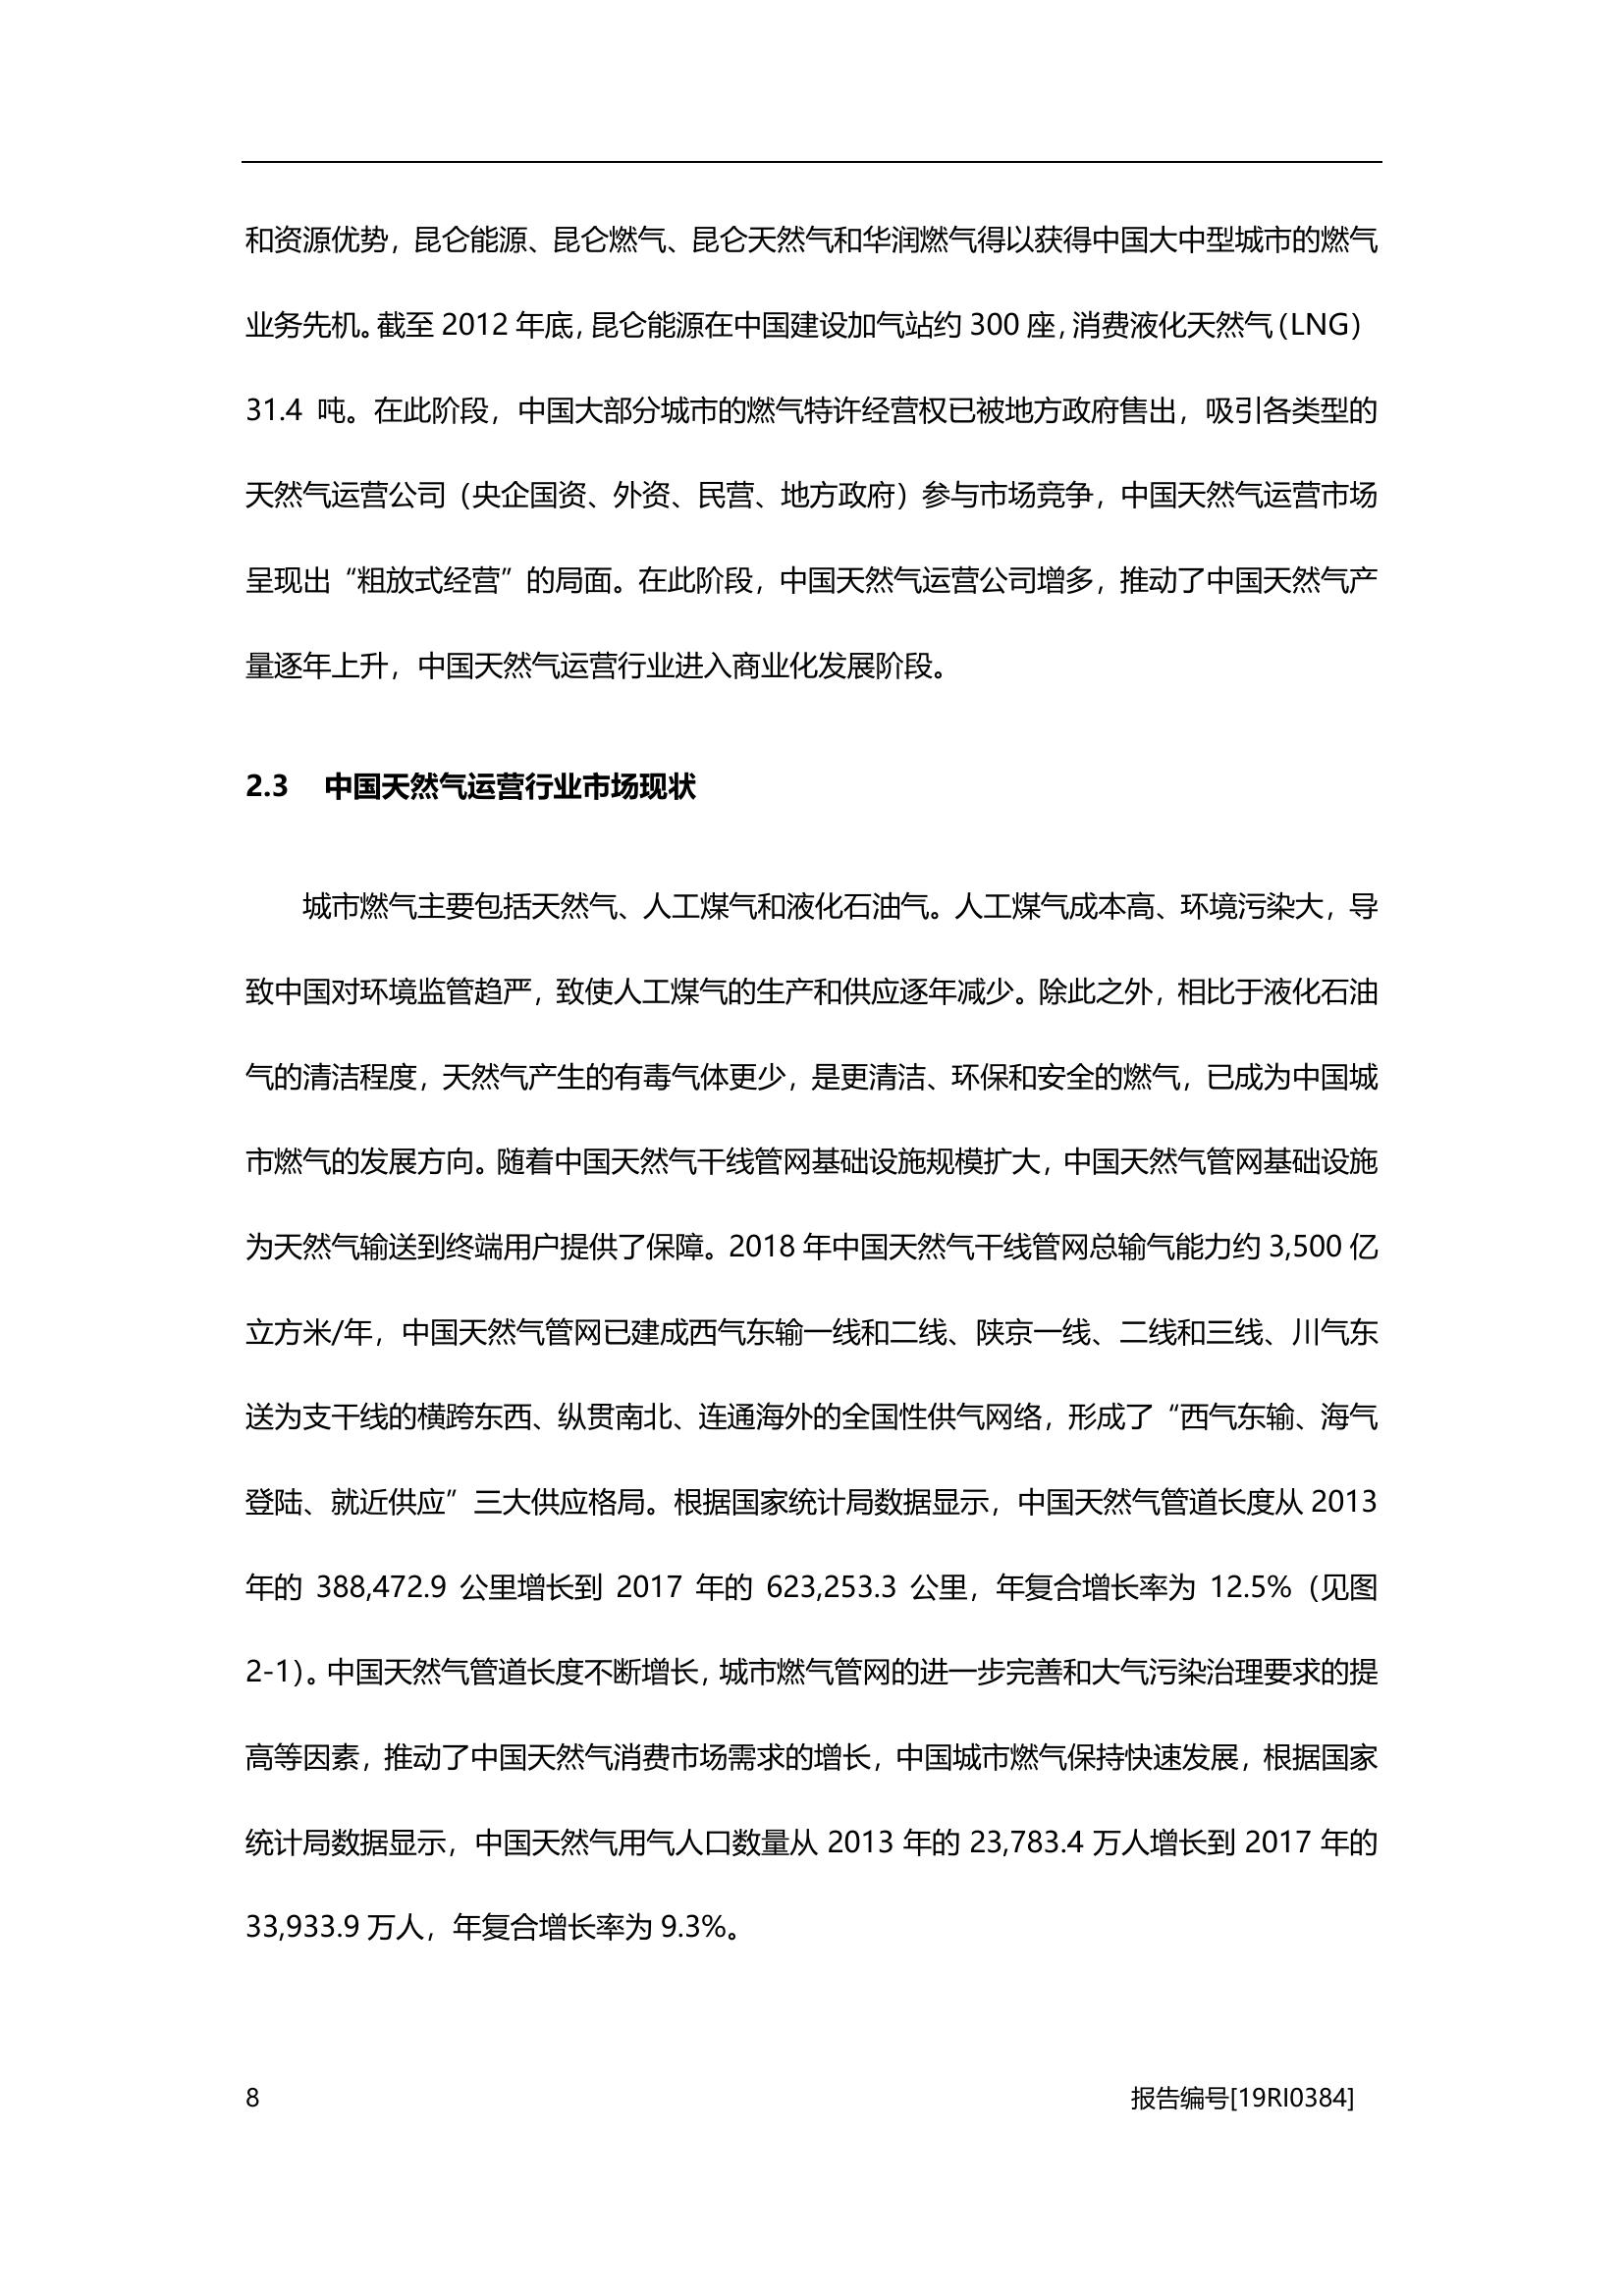 和资源优势，昆仑能源、昆仑燃气、昆仑天然气和华润燃气得以获得中国大中型城市的燃气
业务先机。截至 2012 年底，昆仑能源在中国建设加气站约 300 座，消费液化天然气（LNG）
31.4 吨。在此阶段，中国大部分城市的燃气特许经营权已被地方政府售出，吸引各类型的
天然气运营公司（央企国资、外资、民营、地方政府）参与市场竞争，中国天然气运营市场
呈现出“粗放式经营”的局面。在此阶段，中国天然气运营公司增多，推动了中国天然气产
量逐年上升，中国天然气运营行业进入商业化发展阶段。
2.3 中国天然气运营行业市场现状
城市燃气主要包括天然气、人工煤气和液化石油气。人工煤气成本高、环境污染大，导
致中国对环境监管趋严，致使人工煤气的生产和供应逐年减少。除此之外，相比于液化石油
气的清洁程度，天然气产生的有毒气体更少，是更清洁、环保和安全的燃气，已成为中国城
市燃气的发展方向。随着中国天然气干线管网基础设施规模扩大，中国天然气管网基础设施
为天然气输送到终端用户提供了保障。2018 年中国天然气干线管网总输气能力约 3,500 亿
立方米/年，中国天然气管网已建成西气东输一线和二线、陕京一线、二线和三线、川气东
送为支干线的横跨东西、纵贯南北、连通海外的全国性供气网络，形成了“西气东输、海气
登陆、就近供应”三大供应格局。根据国家统计局数据显示，中国天然气管道长度从 2013
年的 388,472.9 公里增长到 2017 年的 623,253.3 公里，年复合增长率为 12.5%（见图
2-1）。中国天然气管道长度不断增长，城市燃气管网的进一步完善和大气污染治理要求的提
高等因素，推动了中国天然气消费市场需求的增长，中国城市燃气保持快速发展，根据国家
统计局数据显示，中国天然气用气人口数量从 2013 年的 23,783.4 万人增长到 2017 年的
33,933.9 万人，年复合增长率为 9.3%。
8 报告编号[19RI0384]